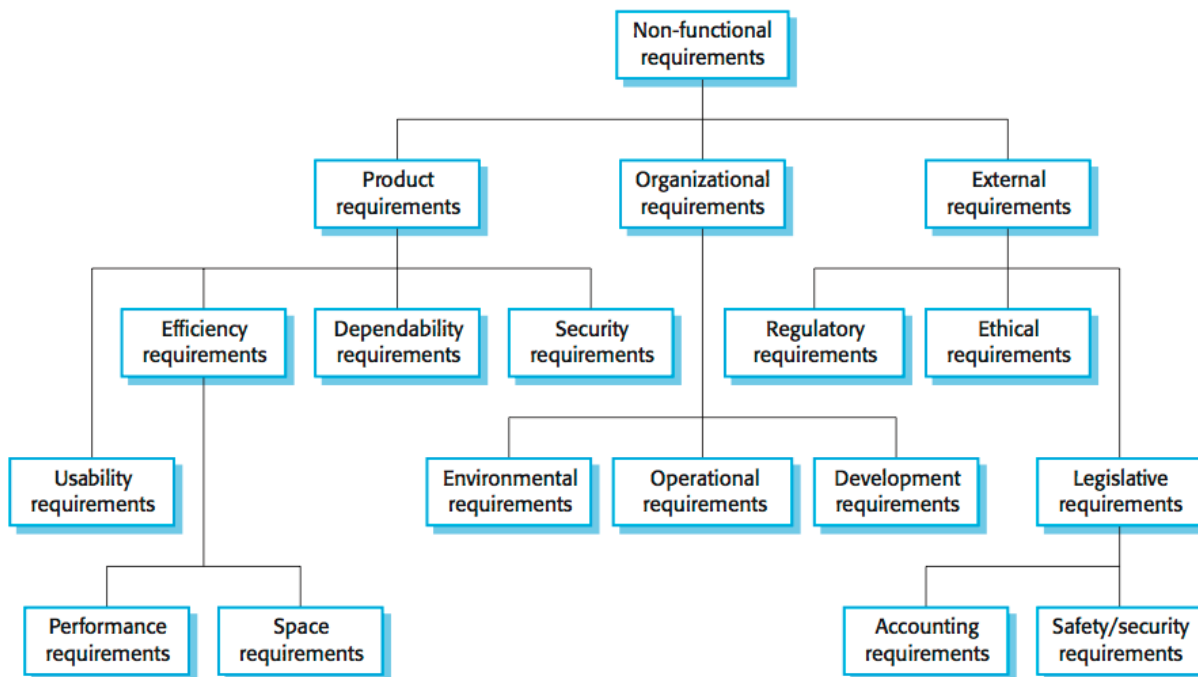 Non-functional
requirements
Product
requirements
Organizational
requirements
External
requirements
Efficiency
requirements
Dependability
requirements
Security
requirements
Regulatory
requirements
Ethical
requirements
Usability
requirements
Environmental
requirements
Operational
requirements
Development
requirements
Legislative
requirements
Performance
requirements
Space
requirements
Accounting
requirements
Safety/security
requirements